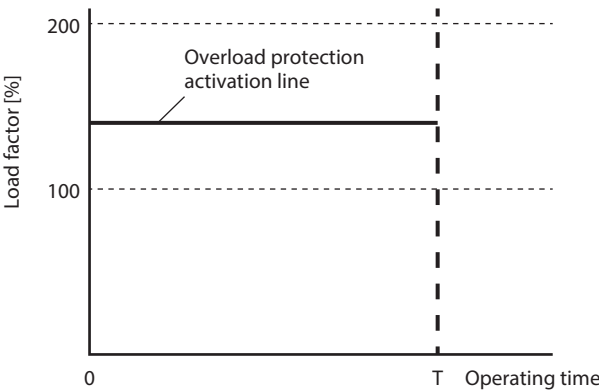 Load factor [%]
200
Overload protection
activation line
100
0
T
Operating time